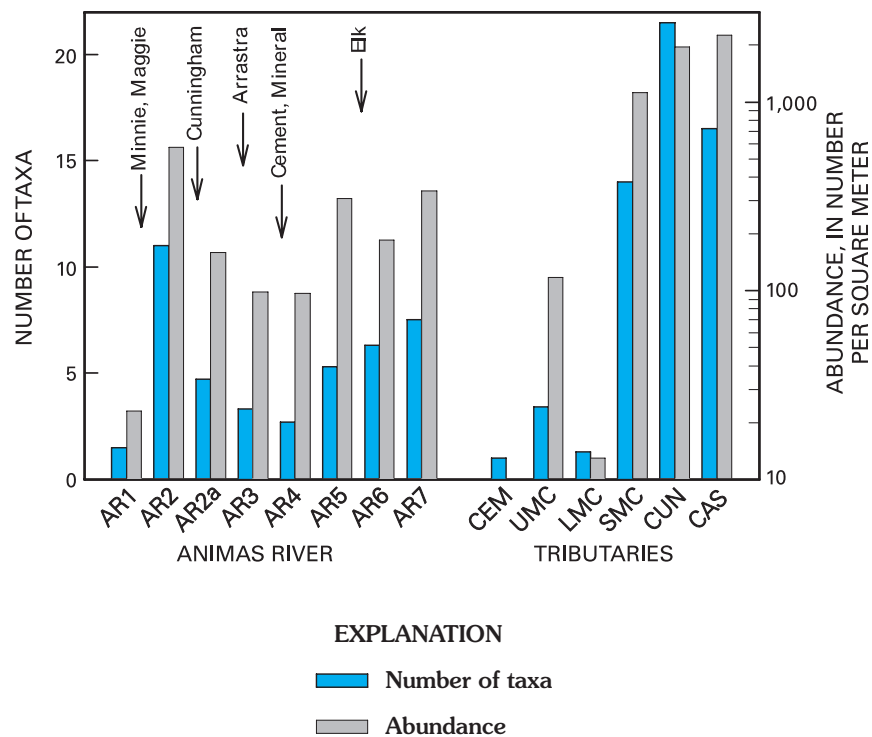 NUMBER OF TAXA
20
15
10
5
0
Minnie, Maggie
Cunningham
Arrastra
Cement, Mineral
Elk
1,000
100
10
ABUNDANCE, IN NUMBER
PER SQUARE METER
AR1 AR2 AR2a AR3 AR4 AR5 AR6 AR7 CEM UMC LMC SMC CUN CAS
ANIMAS RIVER TRIBUTARIES
EXPLANATION
Number of taxa
Abundance